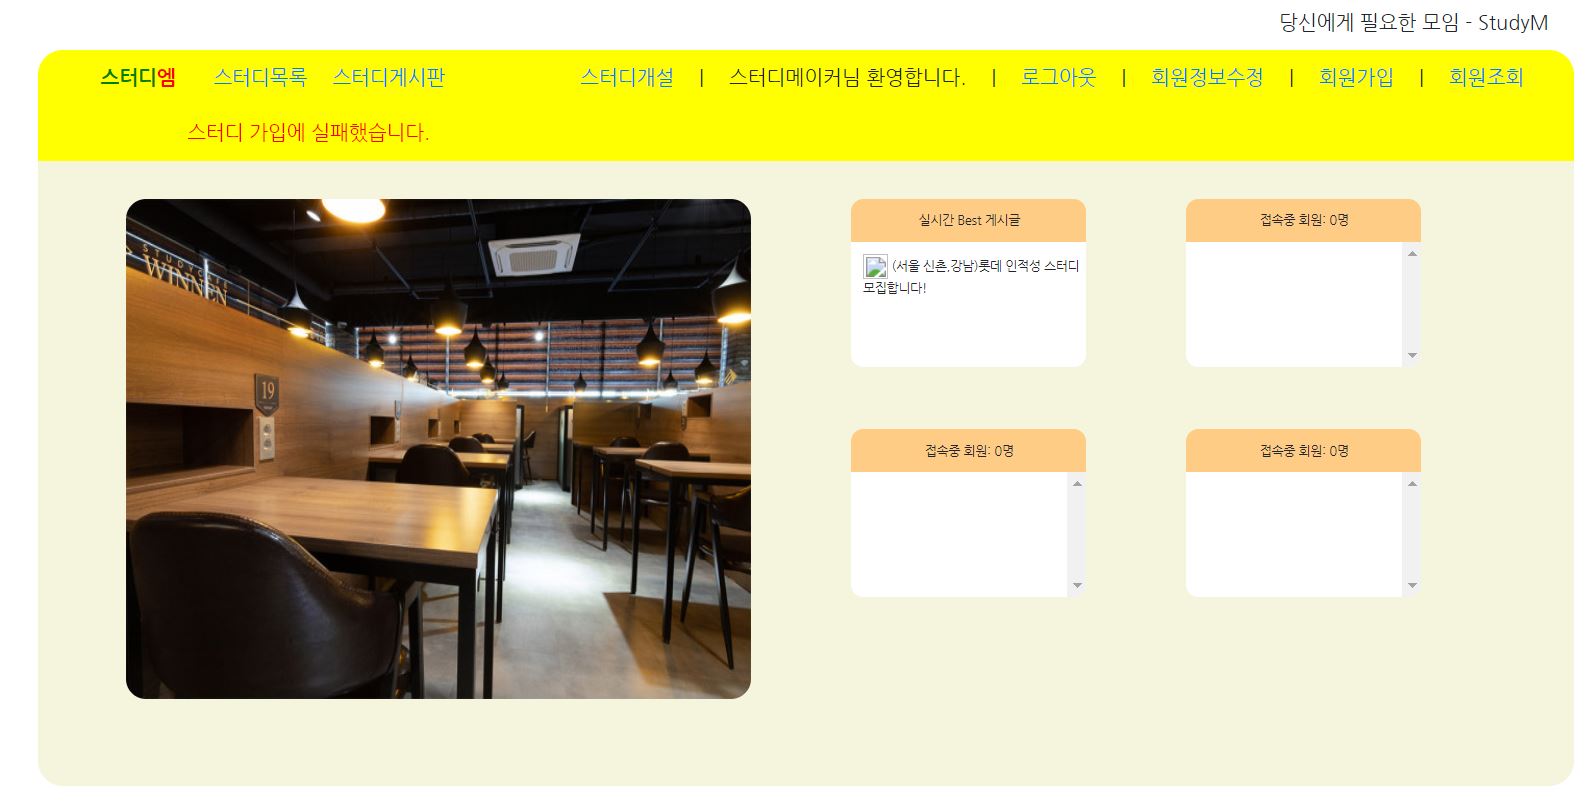 당신에게 필요한 모임 - StudyM
스터디엠 스터디목록 스터디게시판 스터디개설 | 스터디메이커님 환영합니다. | 로그아웃 | 회원정보수정 | 회원가입 | 회원조회
스터디 가입에 실패했습니다.
STUDYCAFE
WINNEN
19
실시간 Best 게시글
(서울 신촌,강남)롯데 인적성 스터디
모집합니다!
접속중 회원: 0명
접속중 회원: 0명
접속중 회원: 0명